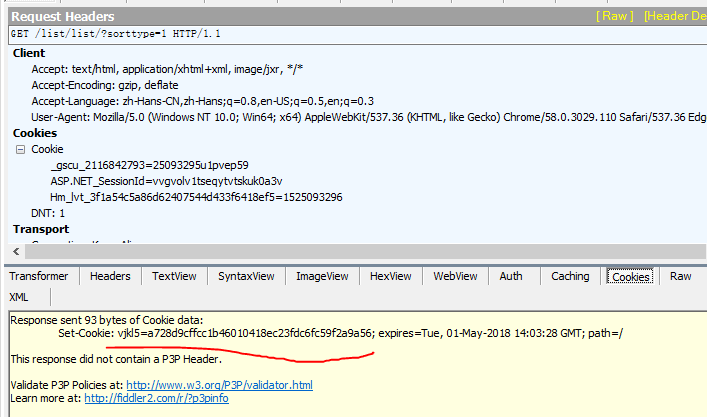 Request Headers [ Raw ] [Header De
GET /list/list/?sorttype=1 HTTP/1.1
Client
Accept: text/html, application/xhtml+xml, image/jxr, */*
Accept-Encoding: gzip, deflate
Accept-Language: zh-Hans-CN,zh-Hans;q=0.8,en-US;q=0.5,en;q=0.3
User-Agent: Mozilla/5.0 (Windows NT 10.0; Win64; x64) AppleWebKit/537.36 (KHTML, like Gecko) Chrome/58.0.3029.110 Safari/537.36 Edg
Cookies
Cookie
_gscu_2116842793=25093295u1pvep59
ASP.NET_SessionId=vvgvolv1tseqytvtskuk0a3v
Hm_lvt_3f1a54c5a86d62407544d433f6418ef5=1525093296
DNT: 1
Transport
Transformer Headers TextView SyntaxView ImageView HexView WebView Auth Caching Cookies Raw
XML
Response sent 93 bytes of Cookie data:
Set-Cookie: vjkl5=a728d9cffcc1b46010418ec23fdc6fc59f2a9a56; expires=Tue, 01-May-2018 14:03:28 GMT; path=/
This response did not contain a P3P Header.
Validate P3P Policies at: http://www.w3.org/P3P/validator.html
Learn more at: http://fiddler2.com/r/?p3pinfo